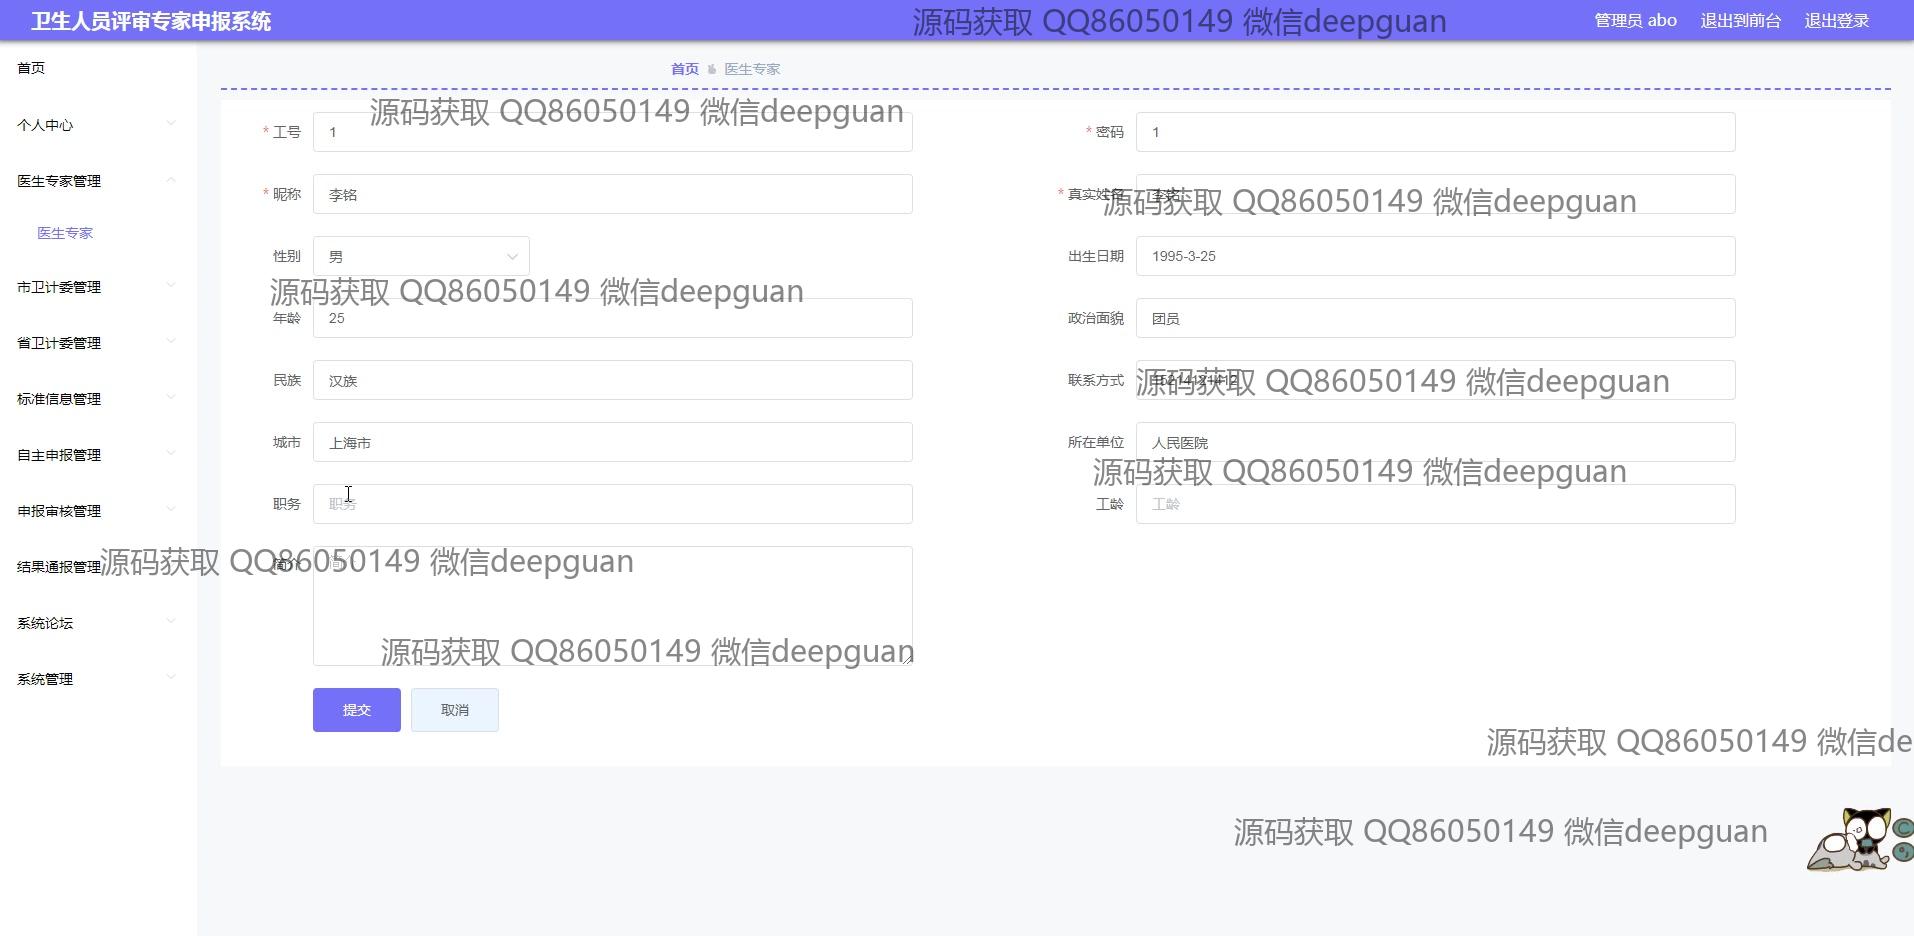 卫生人员评审专家申报系统
源码获取 QQ86050149 微信deepguan
管理员 abo 退出到前台 退出登录
首页
个人中心
医生专家管理
医生专家
市卫计委管理
省卫计委管理
标准信息管理
自主申报管理
申报审核管理
结果通报管理
系统论坛
系统管理
首页 医生专家
源码获取 QQ86050149 微信deepguan
* 工号 1
* 密码 1
* 昵称 李铭
* 真实姓名 李铭
源码获取 QQ86050149 微信deepguan
性别 男
出生日期 1995-3-25
源码获取 QQ86050149 微信deepguan
年龄 25
政治面貌 团员
民族 汉族
联系方式
源码获取 QQ86050149 微信deepguan
城市 上海市
所在单位 人民医院
源码获取 QQ86050149 微信deepguan
职务 职务
工龄 工龄
简介 简介
源码获取 QQ86050149 微信deepguan
源码获取 QQ86050149 微信deepguan
提交 取消
源码获取 QQ86050149 微信de
源码获取 QQ86050149 微信deepguan